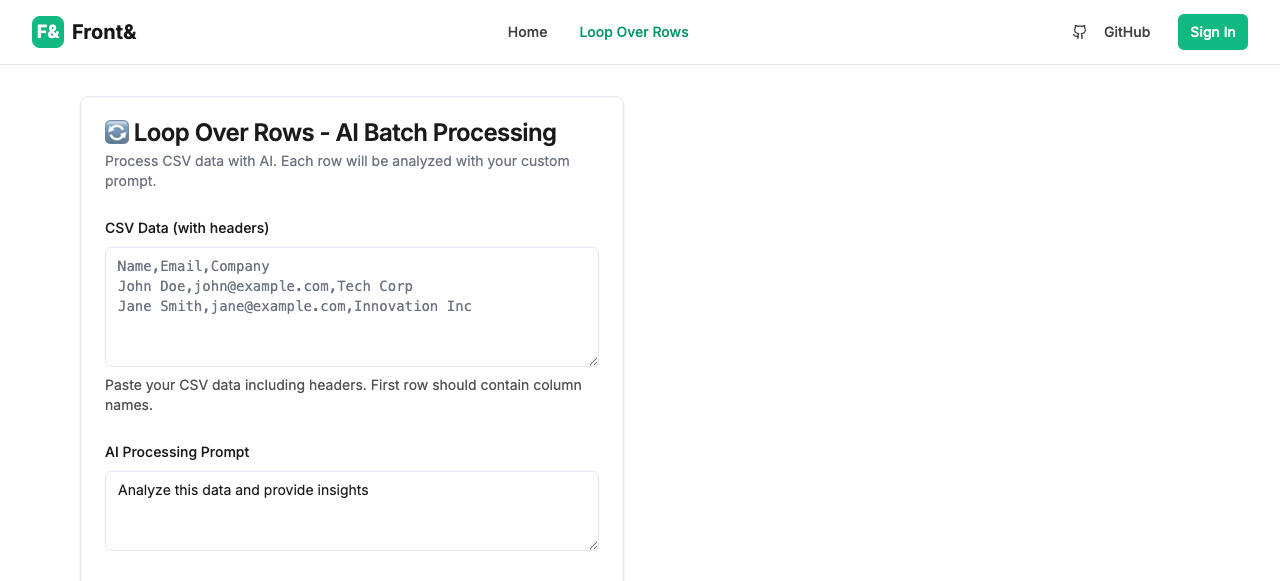 F& Front&
Home
Loop Over Rows
GitHub
Sign In
Loop Over Rows - AI Batch Processing
Process CSV data with AI. Each row will be analyzed with your custom
prompt.
CSV Data (with headers)
Name,Email,Company
John Doe,john@example.com,Tech Corp
Jane Smith,jane@example.com,Innovation Inc
Paste your CSV data including headers. First row should contain column
names.
AI Processing Prompt
Analyze this data and provide insights